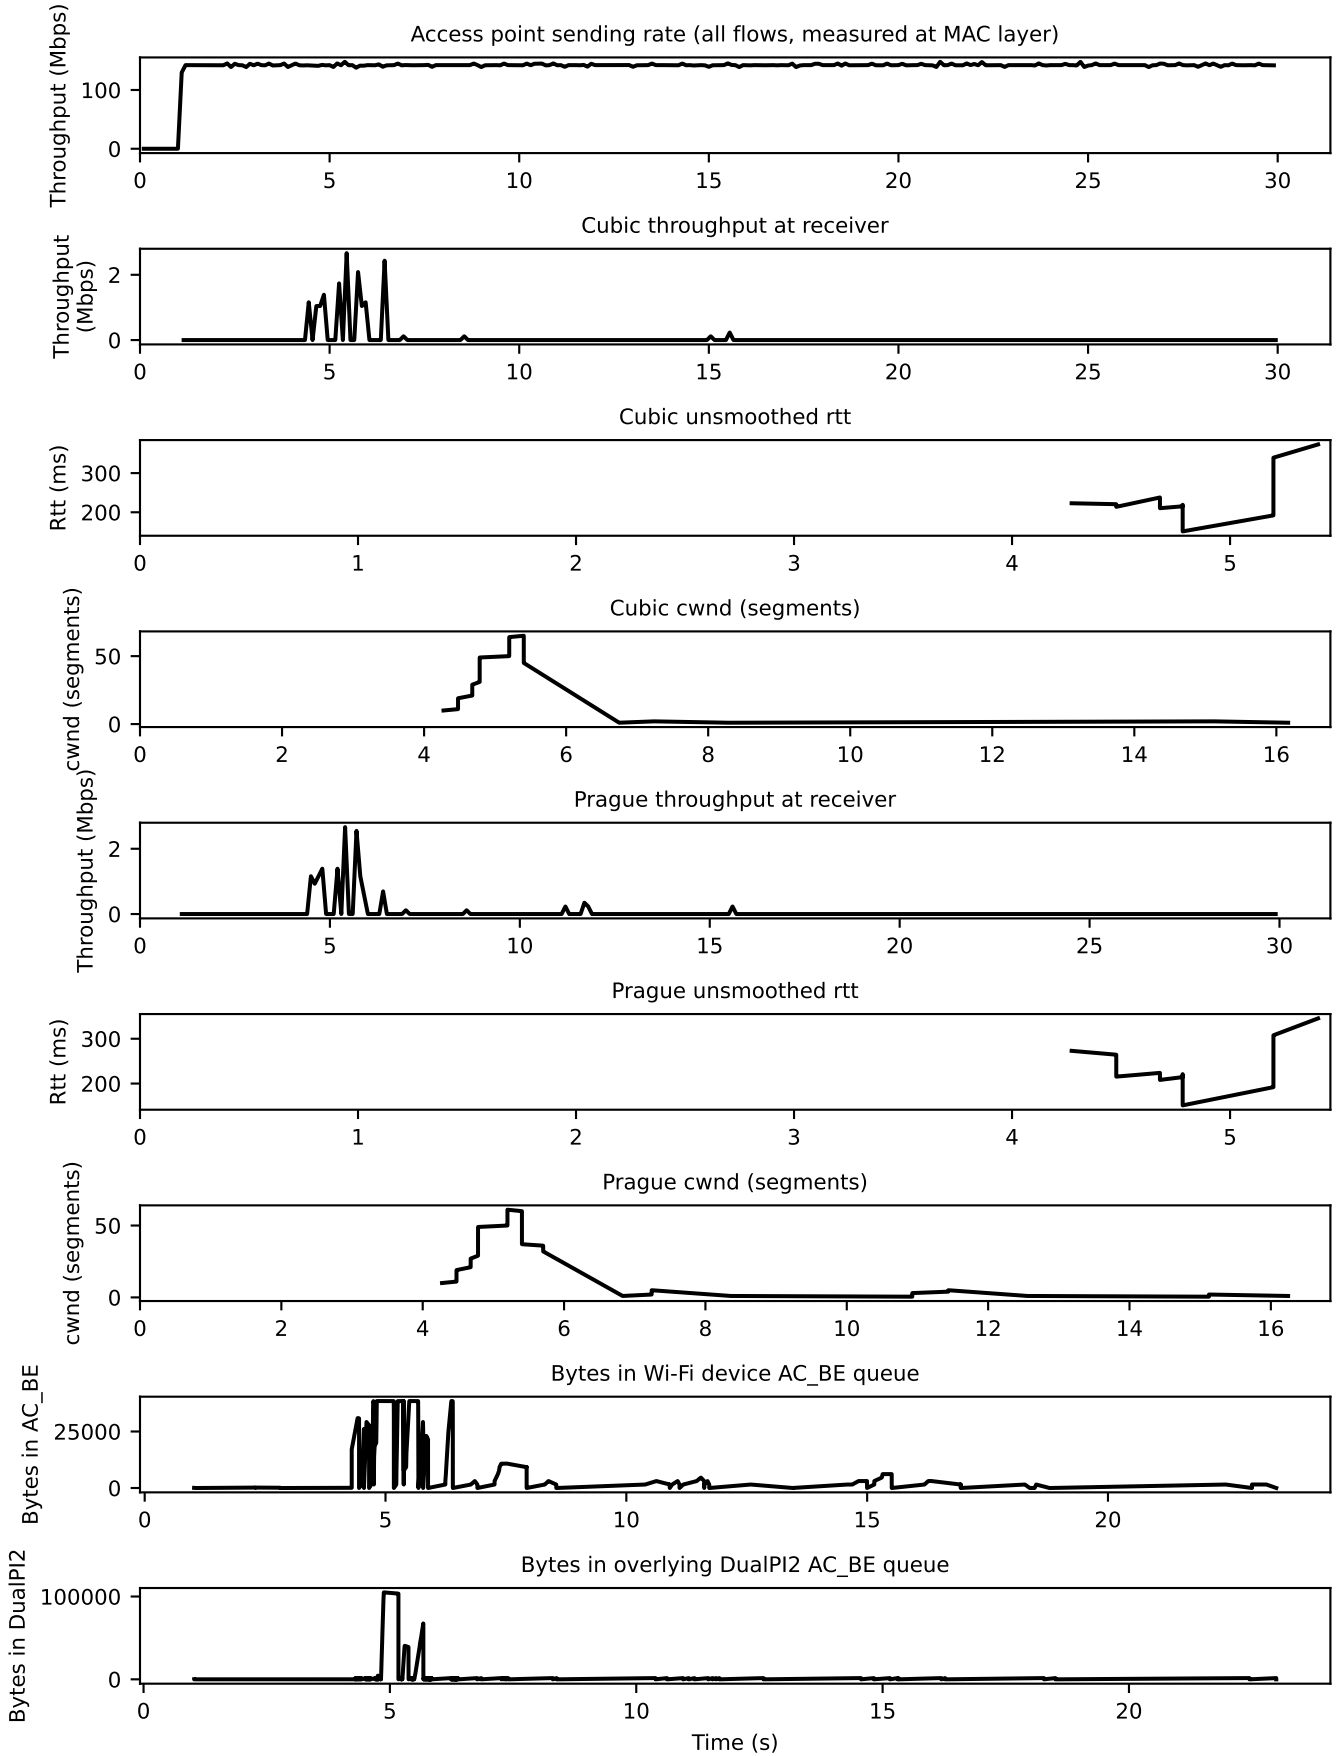 Access point sending rate (all flows, measured at MAC layer)
Throughput (Mbps)
100
0
0 5 10 15 20 25 30
Cubic throughput at receiver
Throughput
(Mbps)
2
0
0 5 10 15 20 25 30
Cubic unsmoothed rtt
Rtt (ms)
300
200
0 1 2 3 4 5
Cubic cwnd (segments)
cwnd (segments)
50
0
0 2 4 6 8 10 12 14 16
Prague throughput at receiver
Throughput (Mbps)
2
0
0 5 10 15 20 25 30
Prague unsmoothed rtt
Rtt (ms)
300
200
0 1 2 3 4 5
Prague cwnd (segments)
cwnd (segments)
50
0
0 2 4 6 8 10 12 14 16
Bytes in Wi-Fi device AC_BE queue
Bytes in AC_BE
25000
0
0 5 10 15 20
Bytes in overlying DualPI2 AC_BE queue
Bytes in DualPI2
100000
0
0 5 10 15 20
Time (s)